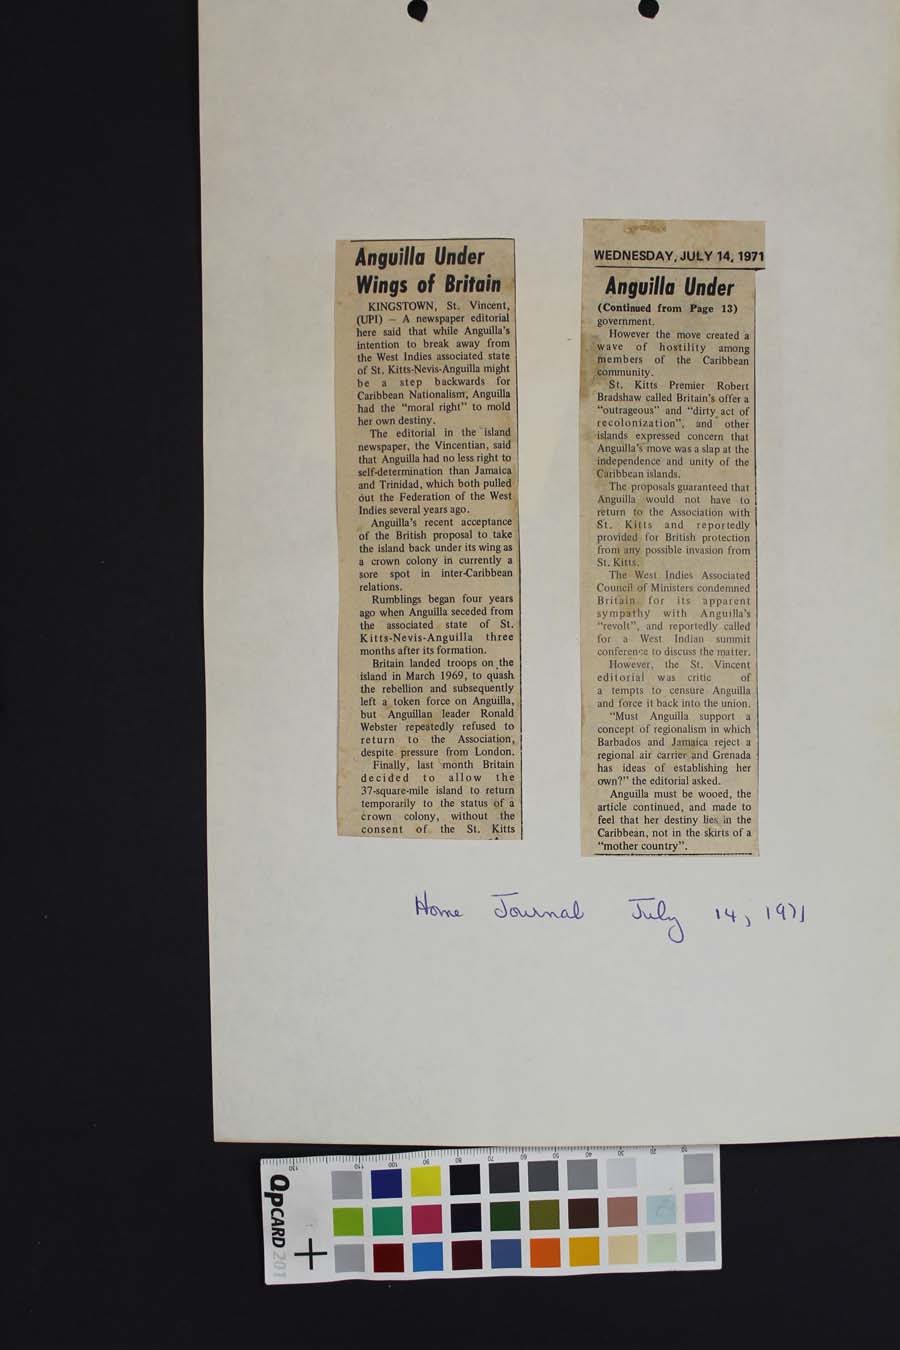 Anguilla Under
Wings of Britain
KINGSTOWN, St. Vincent,
(UPI) — A newspaper editorial
here said that while Anguilla's
intention to break away from
the West Indies associated state
of St. Kitts-Nevis-Anguilla might
be a step backwards for
Caribbean Nationalism, Anguilla
had the "moral right" to mold
her own destiny.
The editorial in the island
newspaper, the Vincentian, said
that Anguilla had no less right to
self-determination than Jamaica
and Trinidad, which both pulled
out the Federation of the West
Indies several years ago.
Anguilla's recent acceptance
of the British proposal to take
the island back under its wing as
a crown colony in currently a
sore spot in inter-Caribbean
relations.
Rumblings began four years
ago when Anguilla seceded from
the associated state of St.
Kitts-Nevis-Anguilla three
months after its formation.
Britain landed troops on the
island in March 1969, to quash
the rebellion and subsequently
left a token force on Anguilla,
but Anguillan leader Ronald
Webster repeatedly refused to
return to the Association,
despite pressure from London.
Finally, last month Britain
decided to allow the
37-square-mile island to return
temporarily to the status of a
crown colony, without the
consent of the St. Kitts
WEDNESDAY, JULY 14, 1971
Anguilla Under
(Continued from Page 13)
government.
However the move created a
wave of hostility among
members of the Caribbean
community.
St. Kitts Premier Robert
Bradshaw called Britain's offer a
"outrageous" and "dirty act of
recolonization", and other
islands expressed concern that
Anguilla's move was a slap at the
independence and unity of the
Caribbean islands.
The proposals guaranteed that
Anguilla would not have to
return to the Association with
St. Kitts and reportedly
provided for British protection
from any possible invasion from
St. Kitts.
The West Indies Associated
Council of Ministers condemned
Britain for its apparent
sympathy with Anguilla's
"revolt", and reportedly called
for a West Indian summit
conference to discuss the matter.
However, the St. Vincent
editorial was critic of
a tempts to censure Anguilla
and force it back into the union.
"Must Anguilla support a
concept of regionalism in which
Barbados and Jamaica reject a
regional air carrier and Grenada
has ideas of establishing her
own?" the editorial asked.
Anguilla must be wooed, the
article continued, and made to
feel that her destiny lies in the
Caribbean, not in the skirts of a
"mother country".
Home Journal July 14, 1971
130 110 100 90 80 70 60 50 40 30 20 10
QPCARD 201